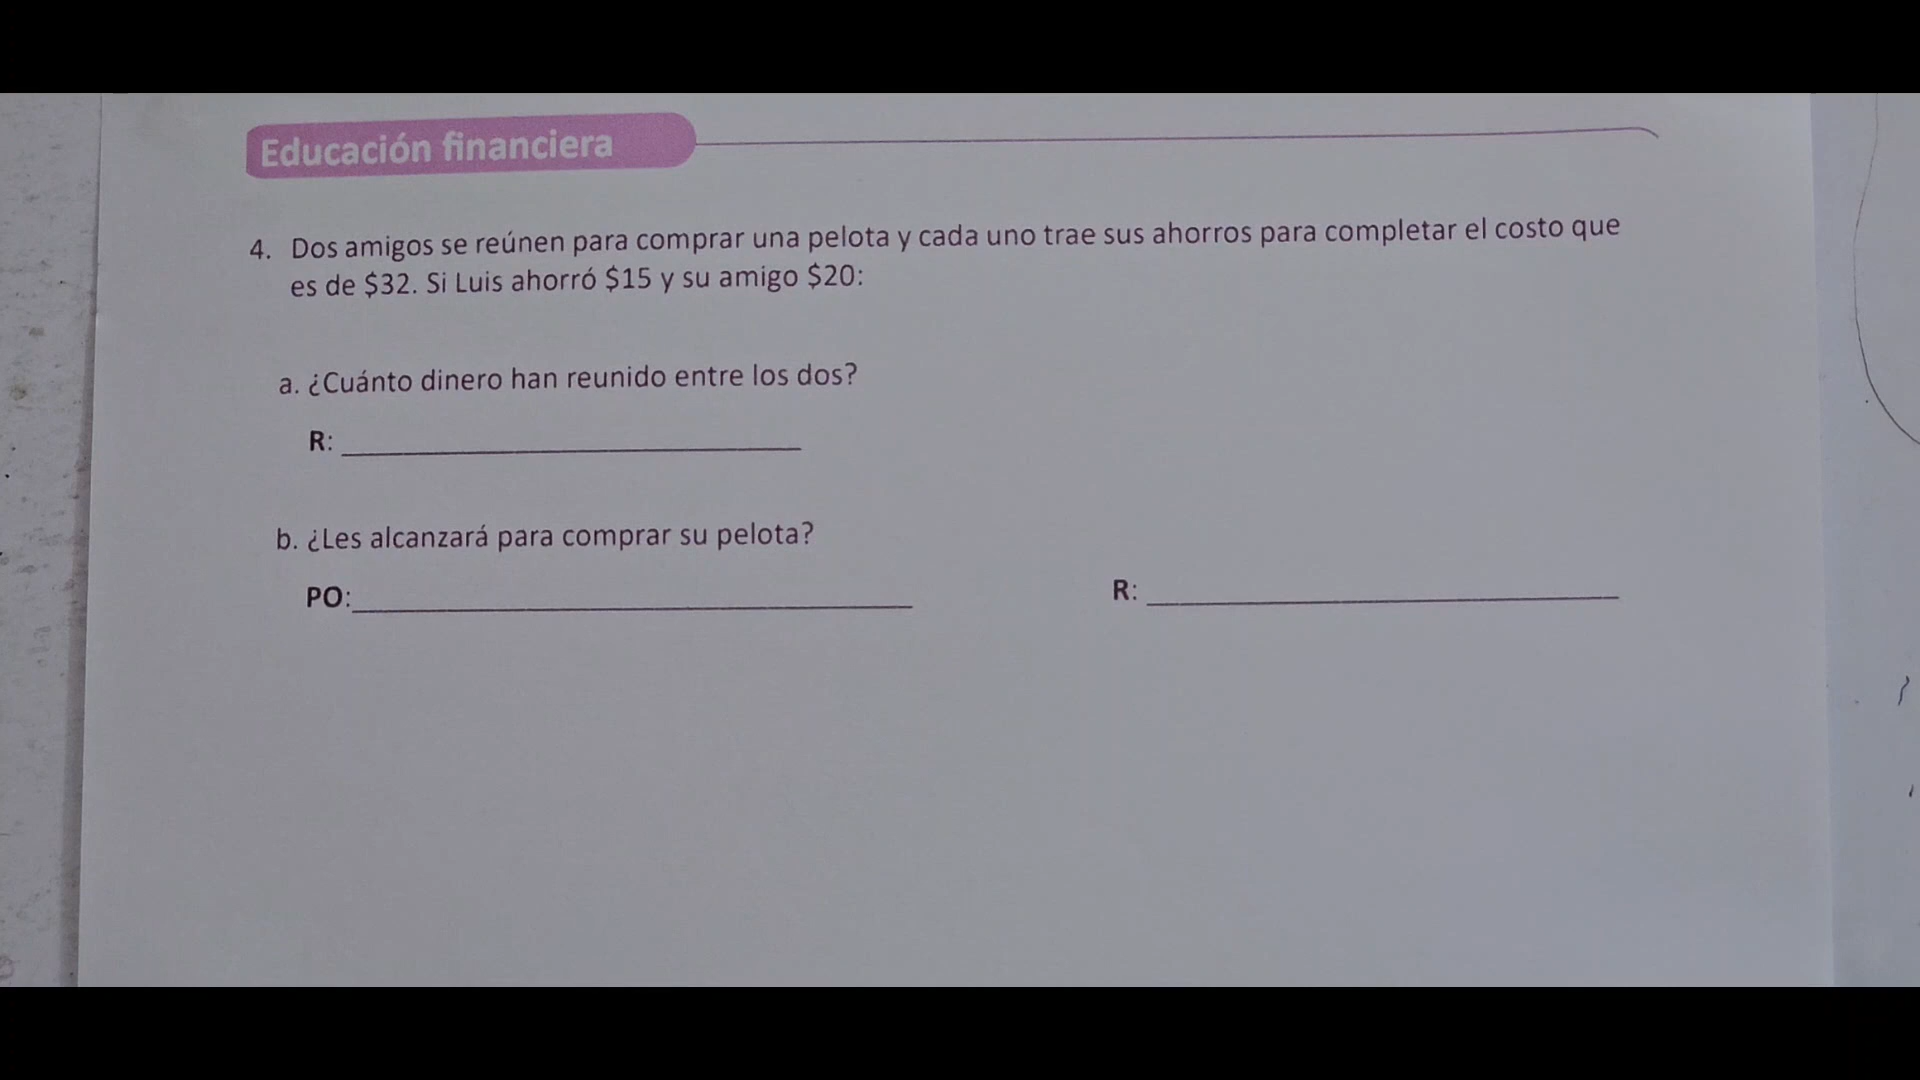 Educación financiera
4. Dos amigos se reúnen para comprar una pelota y cada uno trae sus ahorros para completar el costo que
es de $32. Si Luis ahorró $15 y su amigo $20:
a. ¿Cuánto dinero han reunido entre los dos?
R:
b. ¿Les alcanzará para comprar su pelota?
PO: R: